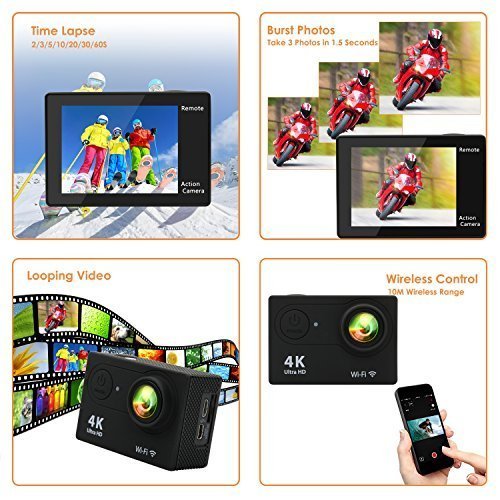 Time Lapse
2/3/5/10/20/30/60S
Remote
Action
Camera
Burst Photos
Take 3 Photos in 1.5 Seconds
Remote
Action
Camera
Looping Video
4K
Ultra HD
Wi-Fi
Wireless Control
10M Wireless Range
4K
Ultra HD
Wi-Fi